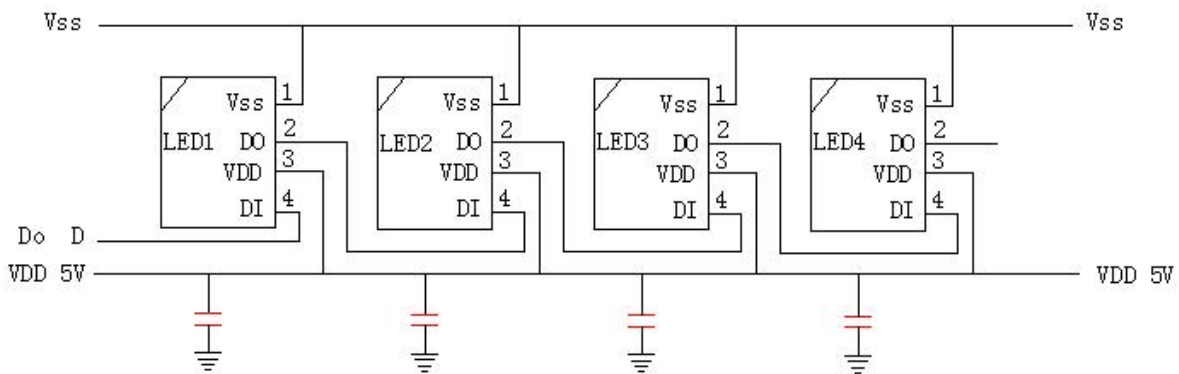 Vss Vss
1 1 1 1
Vss Vss Vss Vss
LED1 DO 2 LED2 DO 2 LED3 DO 2 LED4 DO 2
VDD 3 VDD 3 VDD 3 VDD 3
DI 4 DI 4 DI 4 DI 4
Do D
VDD 5V VDD 5V